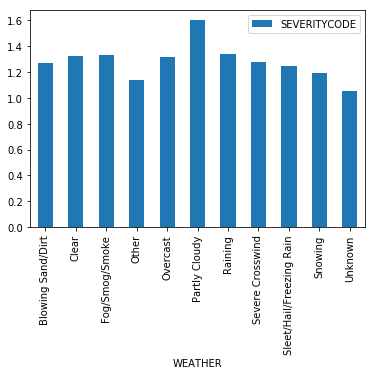 SEVERITYCODE
1.6
1.4
1.2
1.0
0.8
0.6
0.4
0.2
0.0
Blowing Sand/Dirt
Clear
Fog/Smog/Smoke
Other
Overcast
Partly Cloudy
Raining
Severe Crosswind
Sleet/Hail/Freezing Rain
Snowing
Unknown
WEATHER